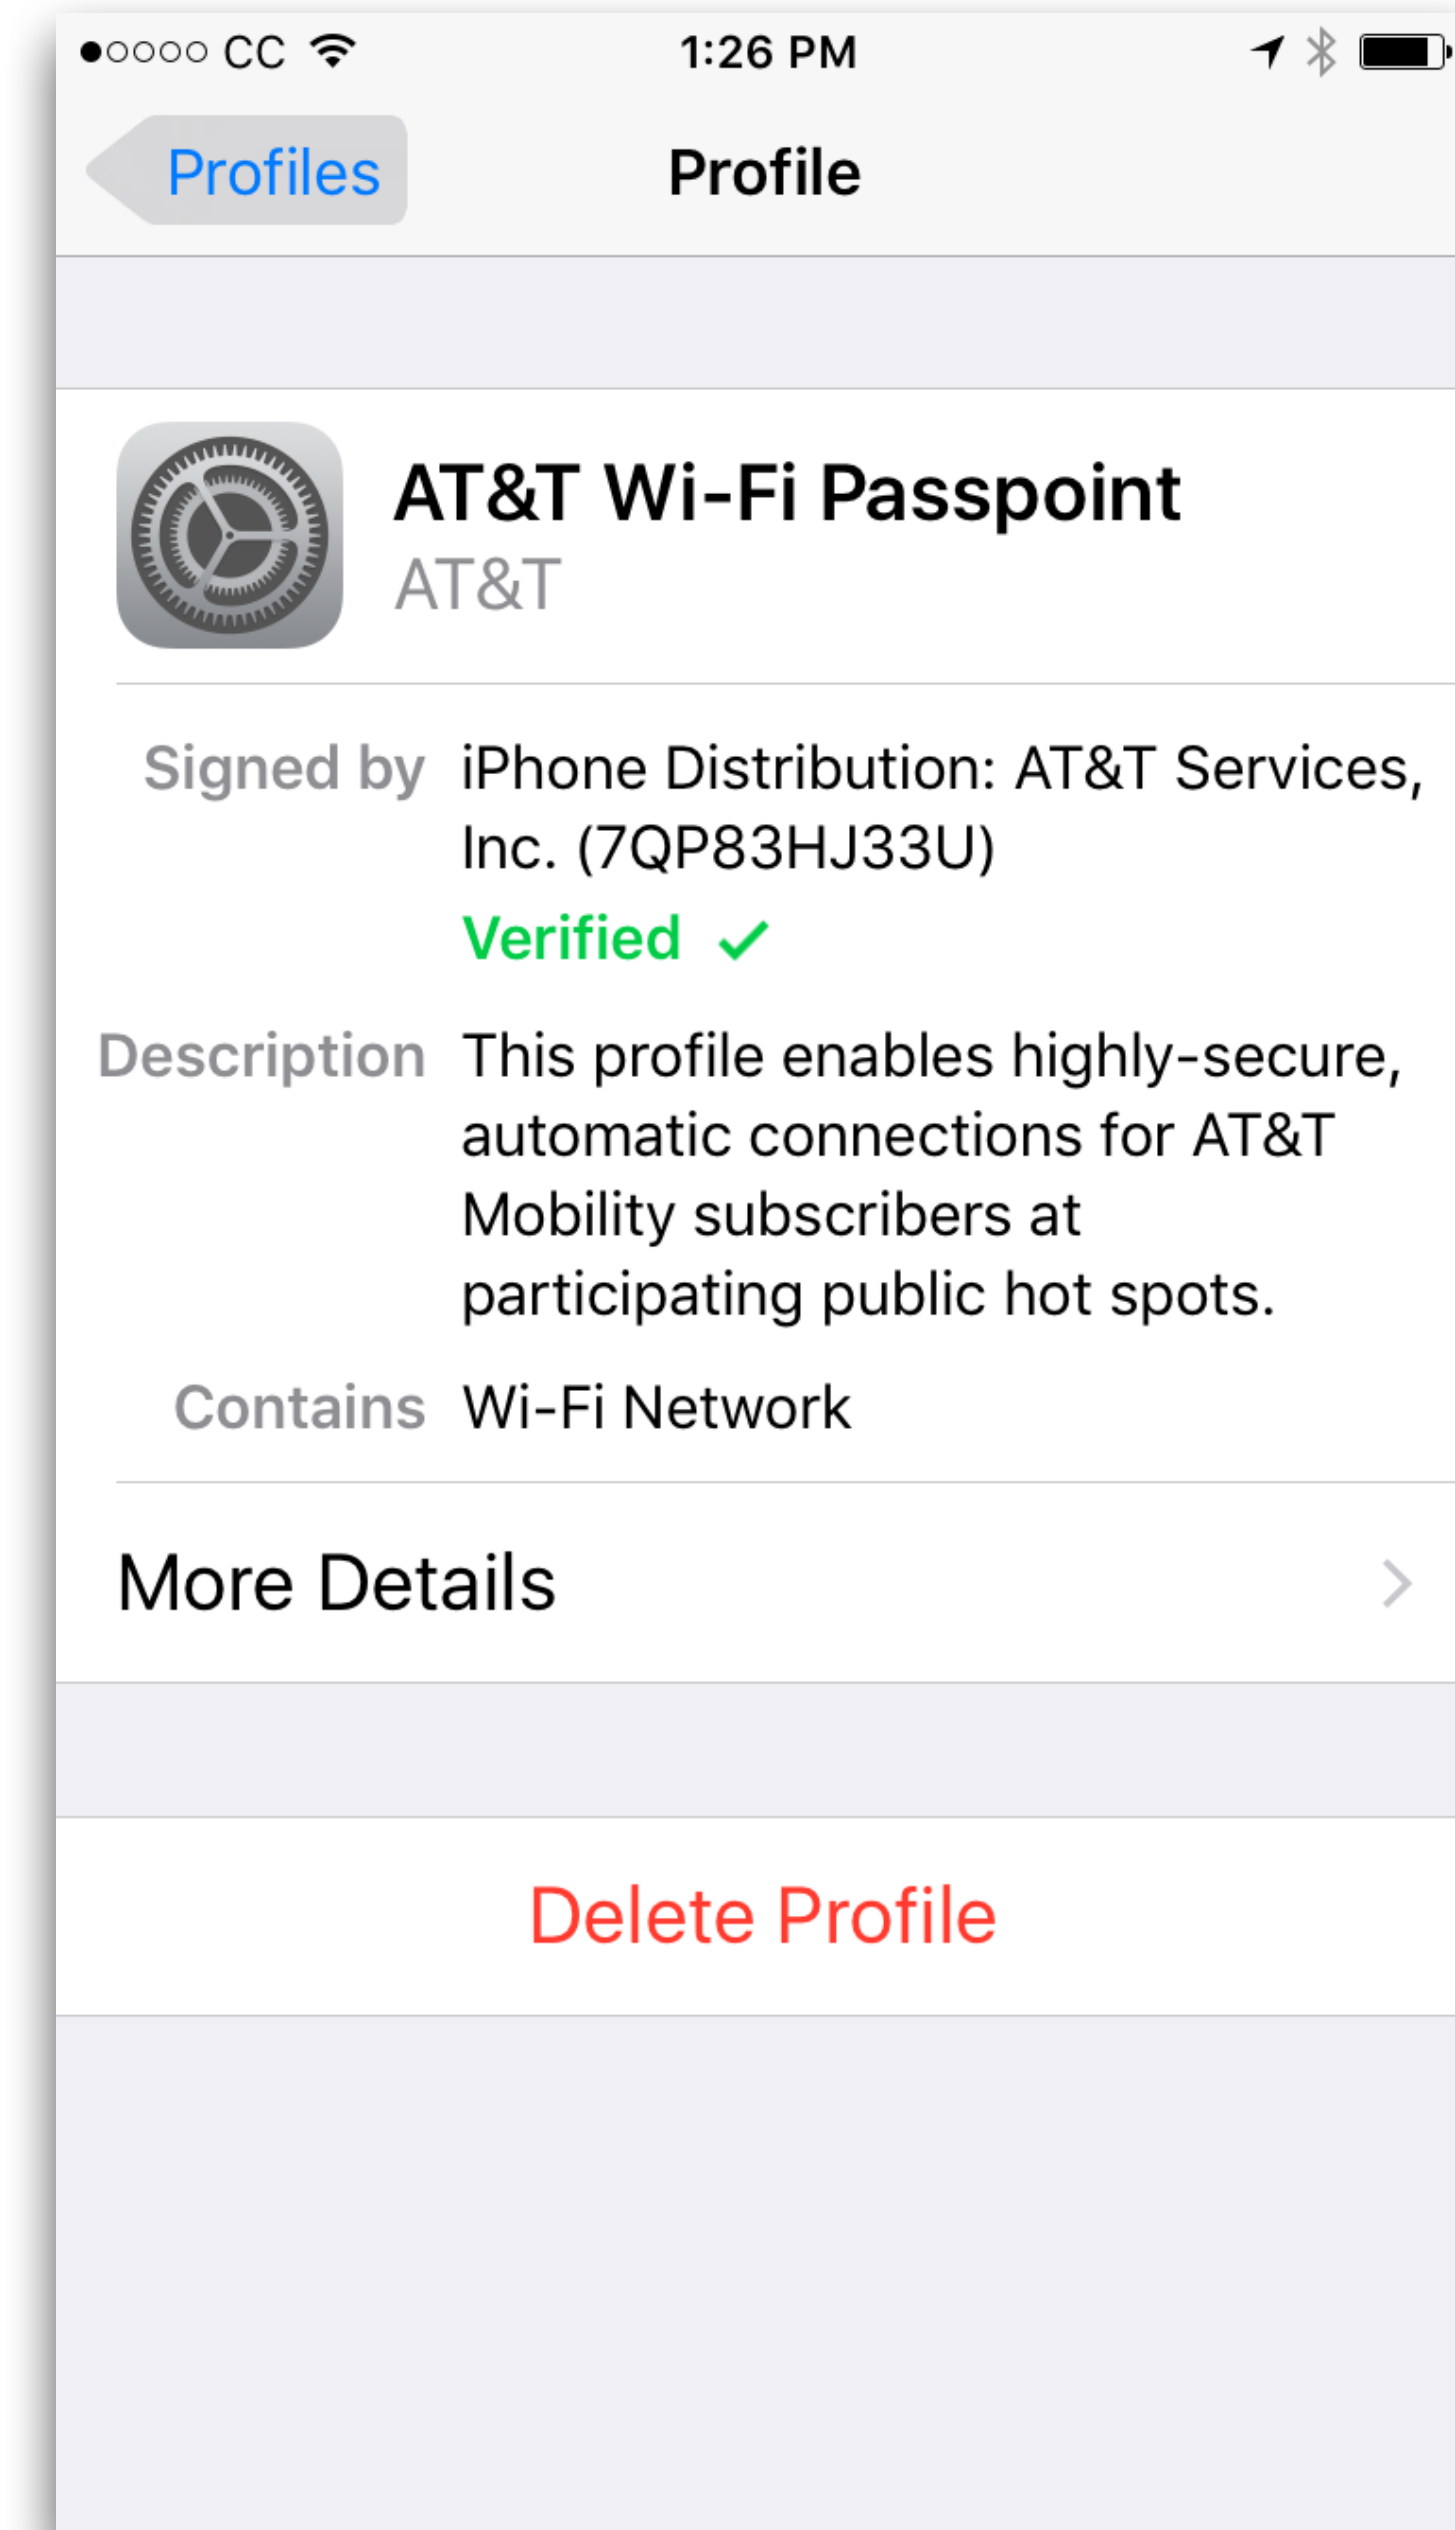 CC 1:26 PM
Profiles Profile
AT&T Wi-Fi Passpoint
AT&T
Signed by iPhone Distribution: AT&T Services,
Inc. (7QP83HJ33U)
Verified
Description This profile enables highly-secure,
automatic connections for AT&T
Mobility subscribers at
participating public hot spots.
Contains Wi-Fi Network
More Details
Delete Profile